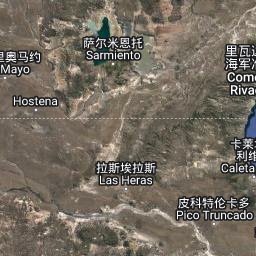 萨尔米恩托
Sarmiento
里奥马约
Mayo
Hostena
Como
Rivad
海军准
里瓦达
卡莱
利维
Caleta
拉斯埃拉斯
Las Heras
皮科特伦卡多
Pico Truncado